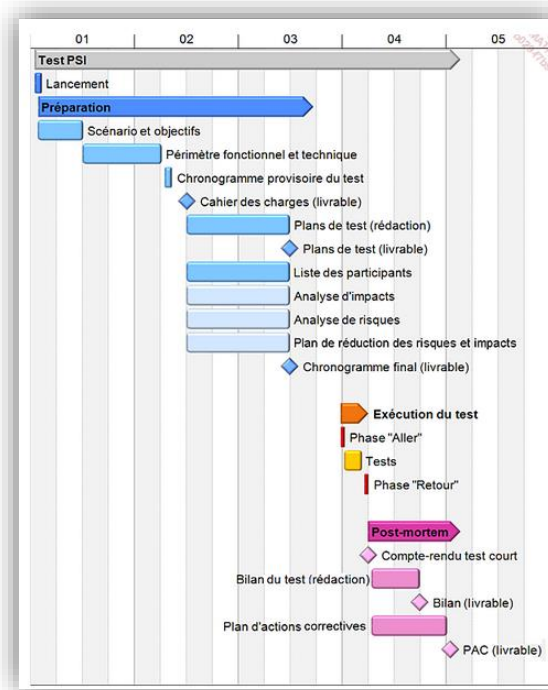 01 02 03 04 05
Test PSI
Lancement
Préparation
Scénario et objectifs
Périmètre fonctionnel et technique
Chronogramme provisoire du test
Cahier des charges (livrable)
Plans de test (rédaction)
Plans de test (livrable)
Liste des participants
Analyse d'impacts
Analyse de risques
Plan de réduction des risques et impacts
Chronogramme final (livrable)
Exécution du test
Phase "Aller"
Tests
Phase "Retour"
Post-mortem
Compte-rendu test court
Bilan du test (rédaction)
Bilan (livrable)
Plan d'actions correctives
PAC (livrable)